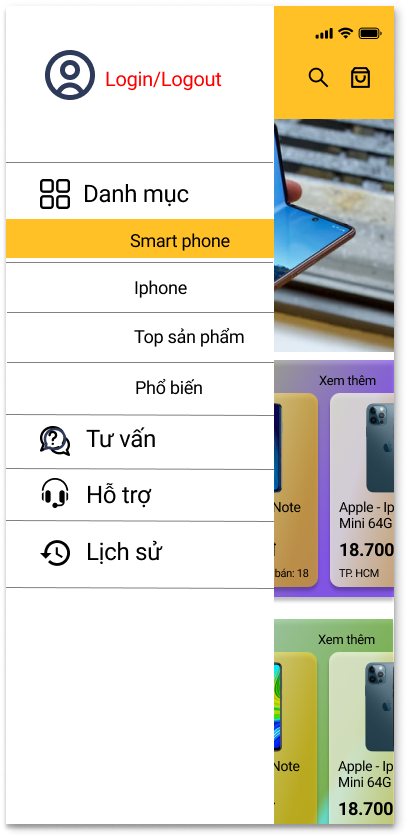 Login/Logout
Danh mục
Smart phone
Iphone
Top sản phẩm
Phổ biến
Tư vấn
Hỗ trợ
Lịch sử
Xem thêm
Note
Apple - Ip
Mini 64G
18.700
bán: 18
TP. HCM
Xem thêm
Note
Apple - Ip
Mini 64G
18.700